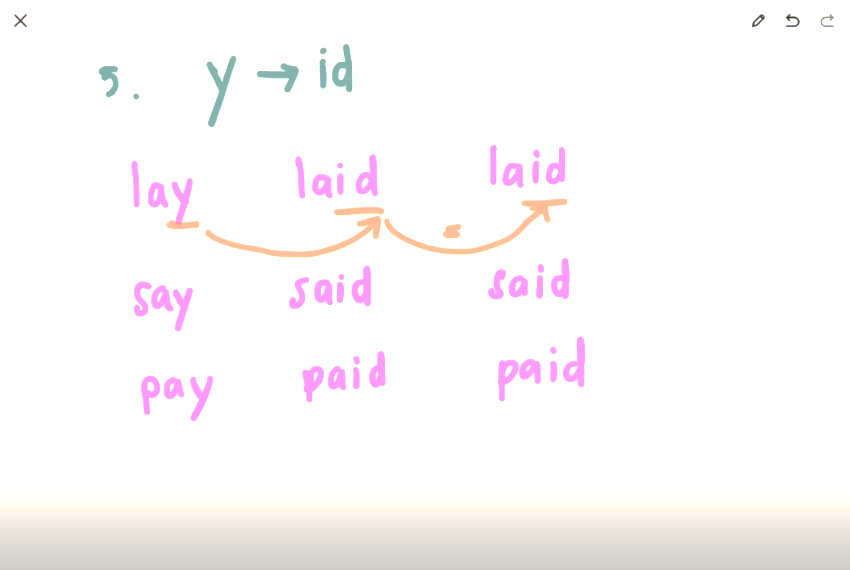 5. y → id
lay laid laid
=
say said said
pay paid paid